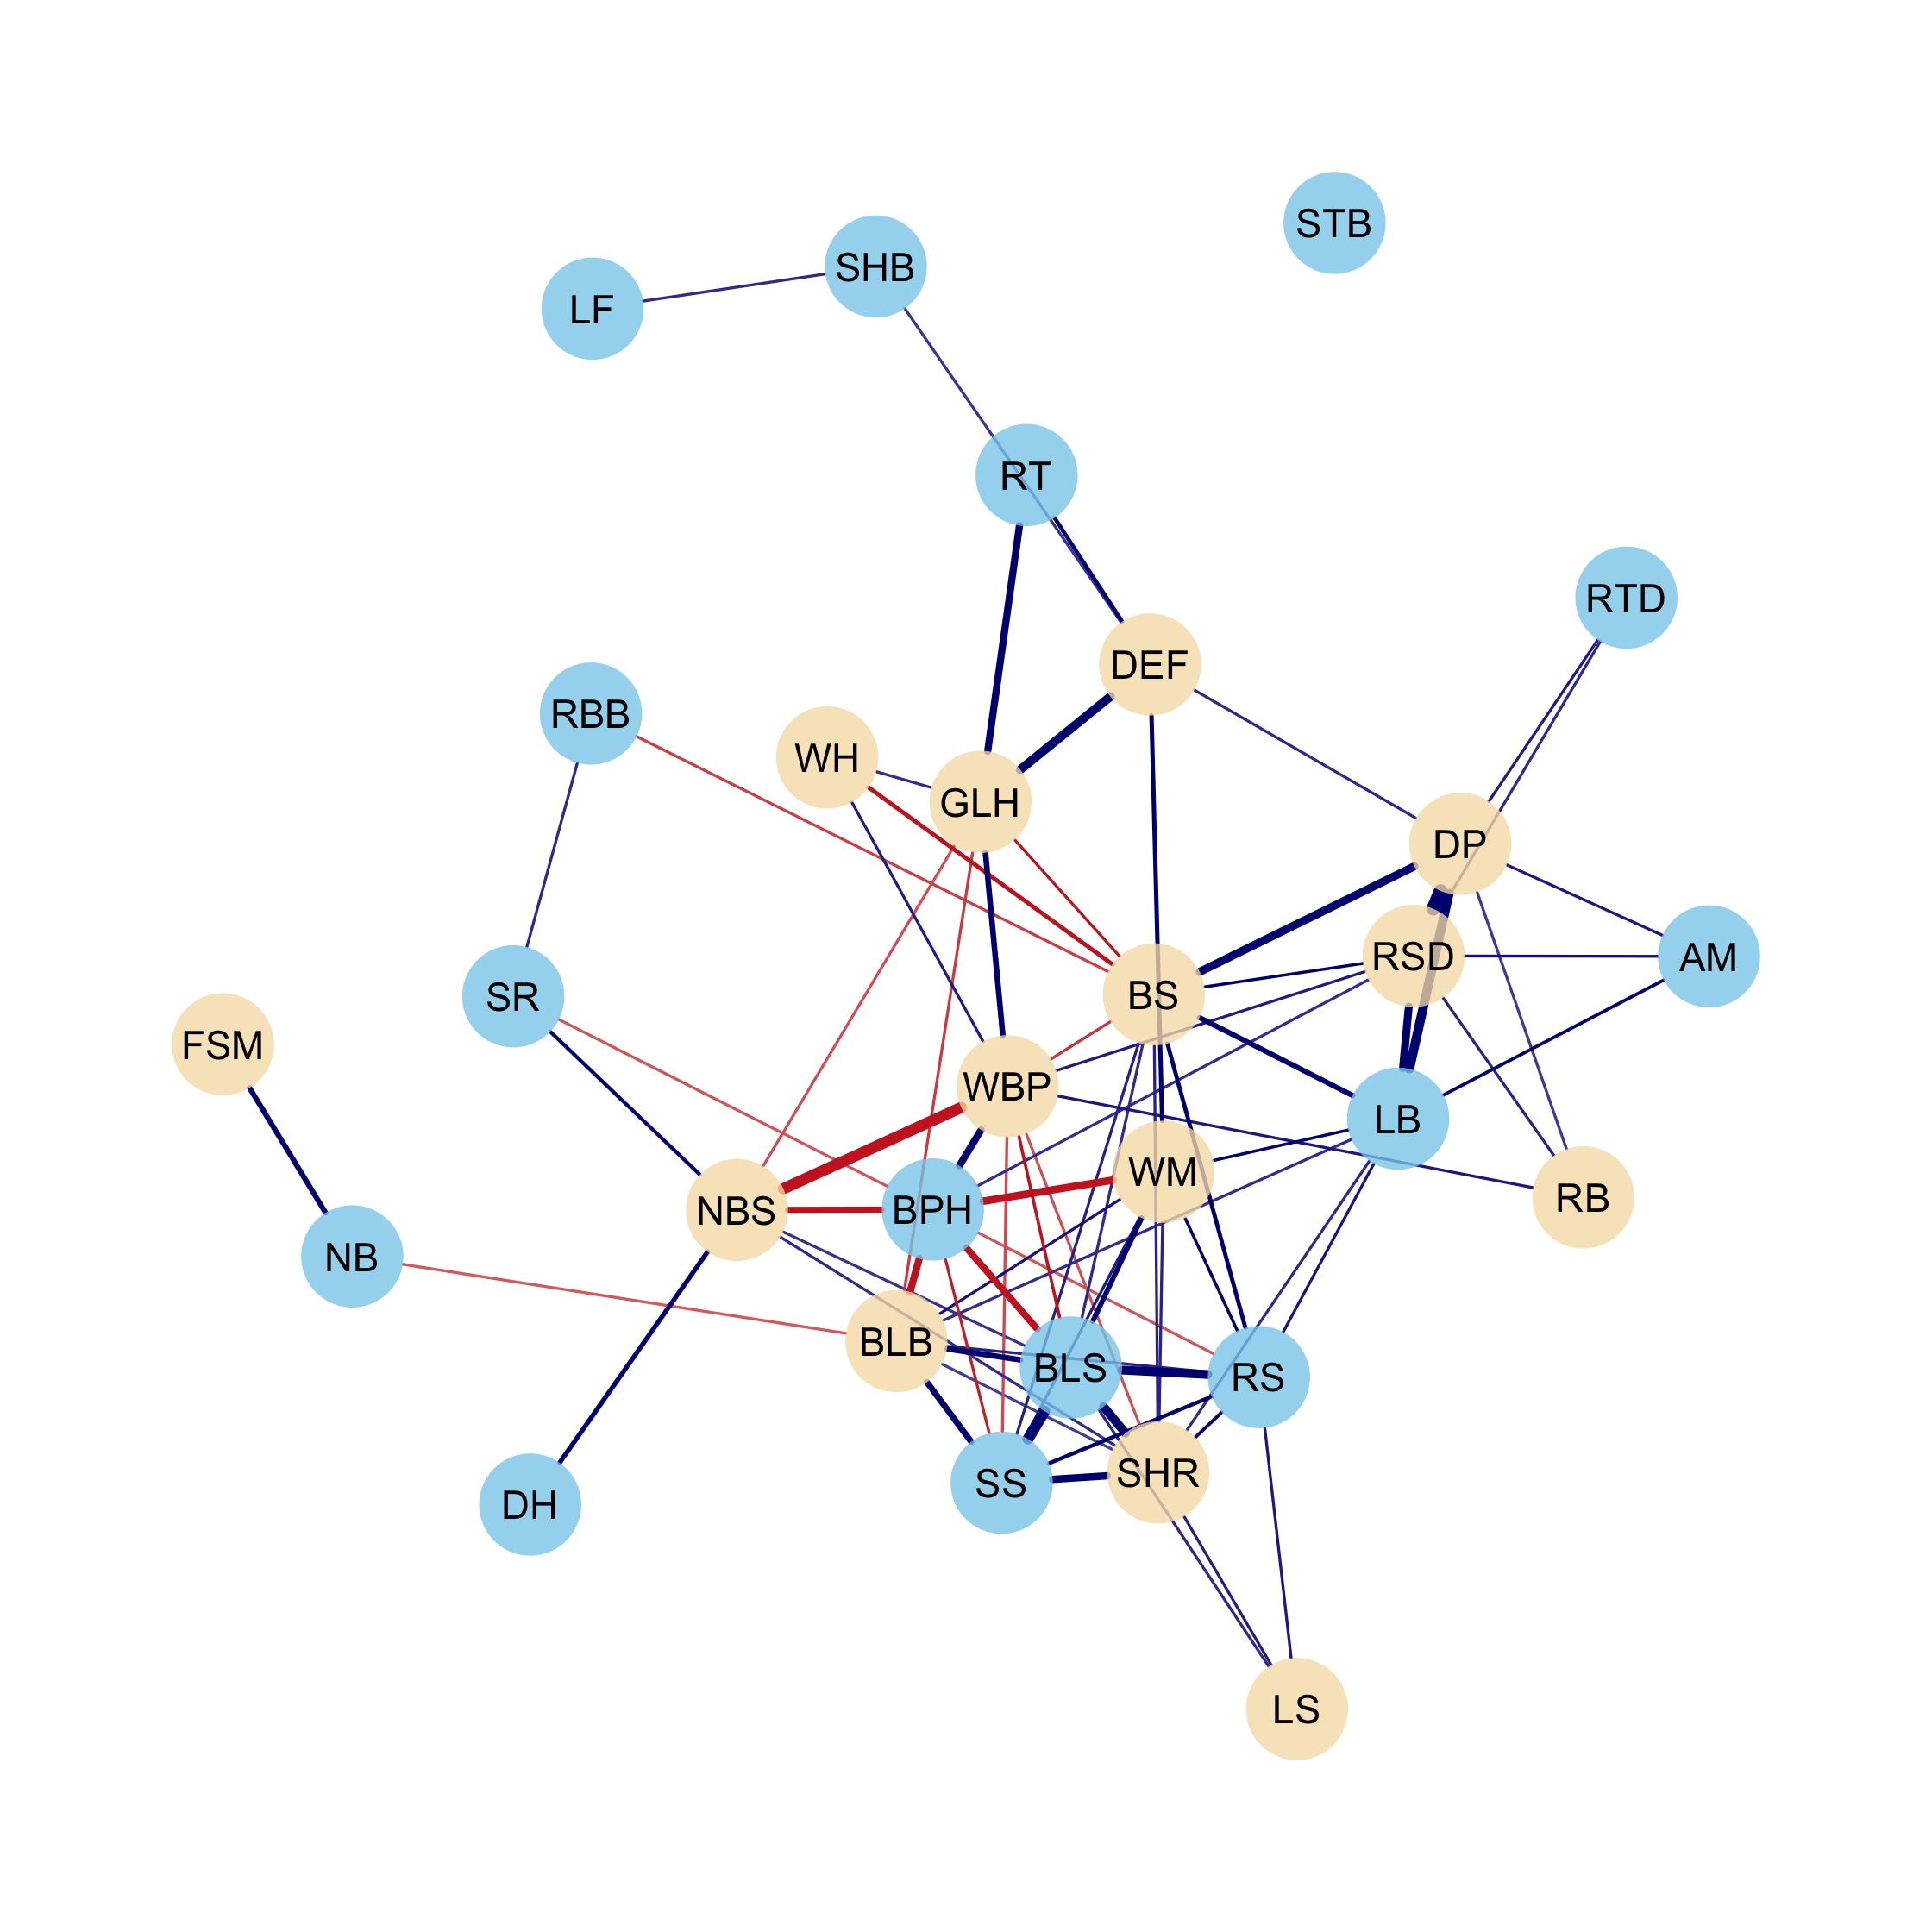 STB
SHB
LF
RT
RTD
DEF
RBB
WH
GLH
DP
RSD
AM
BS
SR
FSM
WBP
LB
WM
RB
NBS
BPH
NB
BLB
BLS
RS
SHR
SS
DH
LS